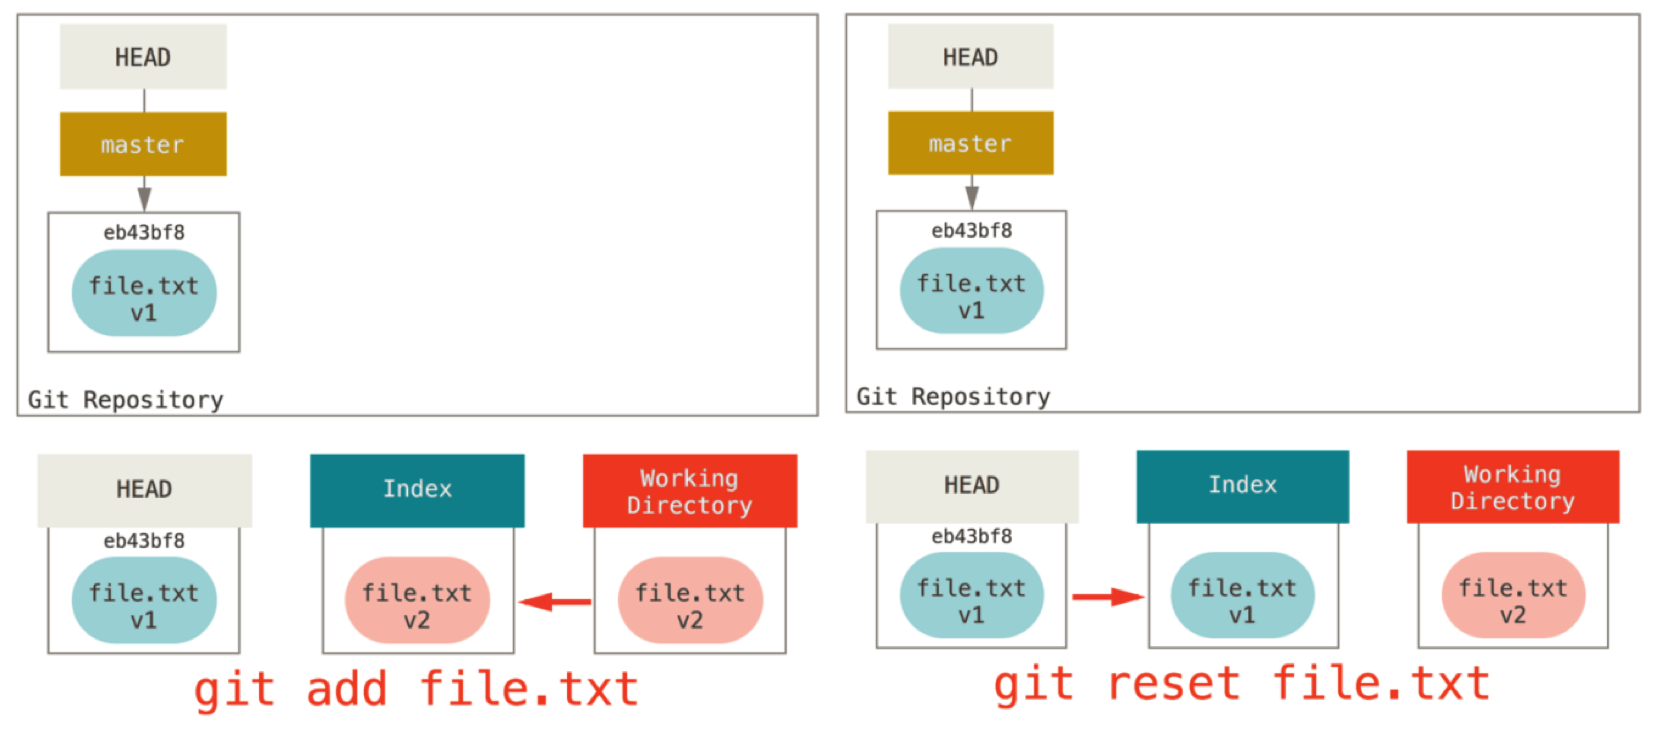 HEAD
master
eb43bf8
file.txt
v1
Git Repository
HEAD
Index
Working
Directory
eb43bf8
file.txt
v1
file.txt
v2
file.txt
v2
git add file.txt
HEAD
master
eb43bf8
file.txt
v1
Git Repository
HEAD
Index
Working
Directory
eb43bf8
file.txt
v1
file.txt
v1
file.txt
v2
git reset file.txt